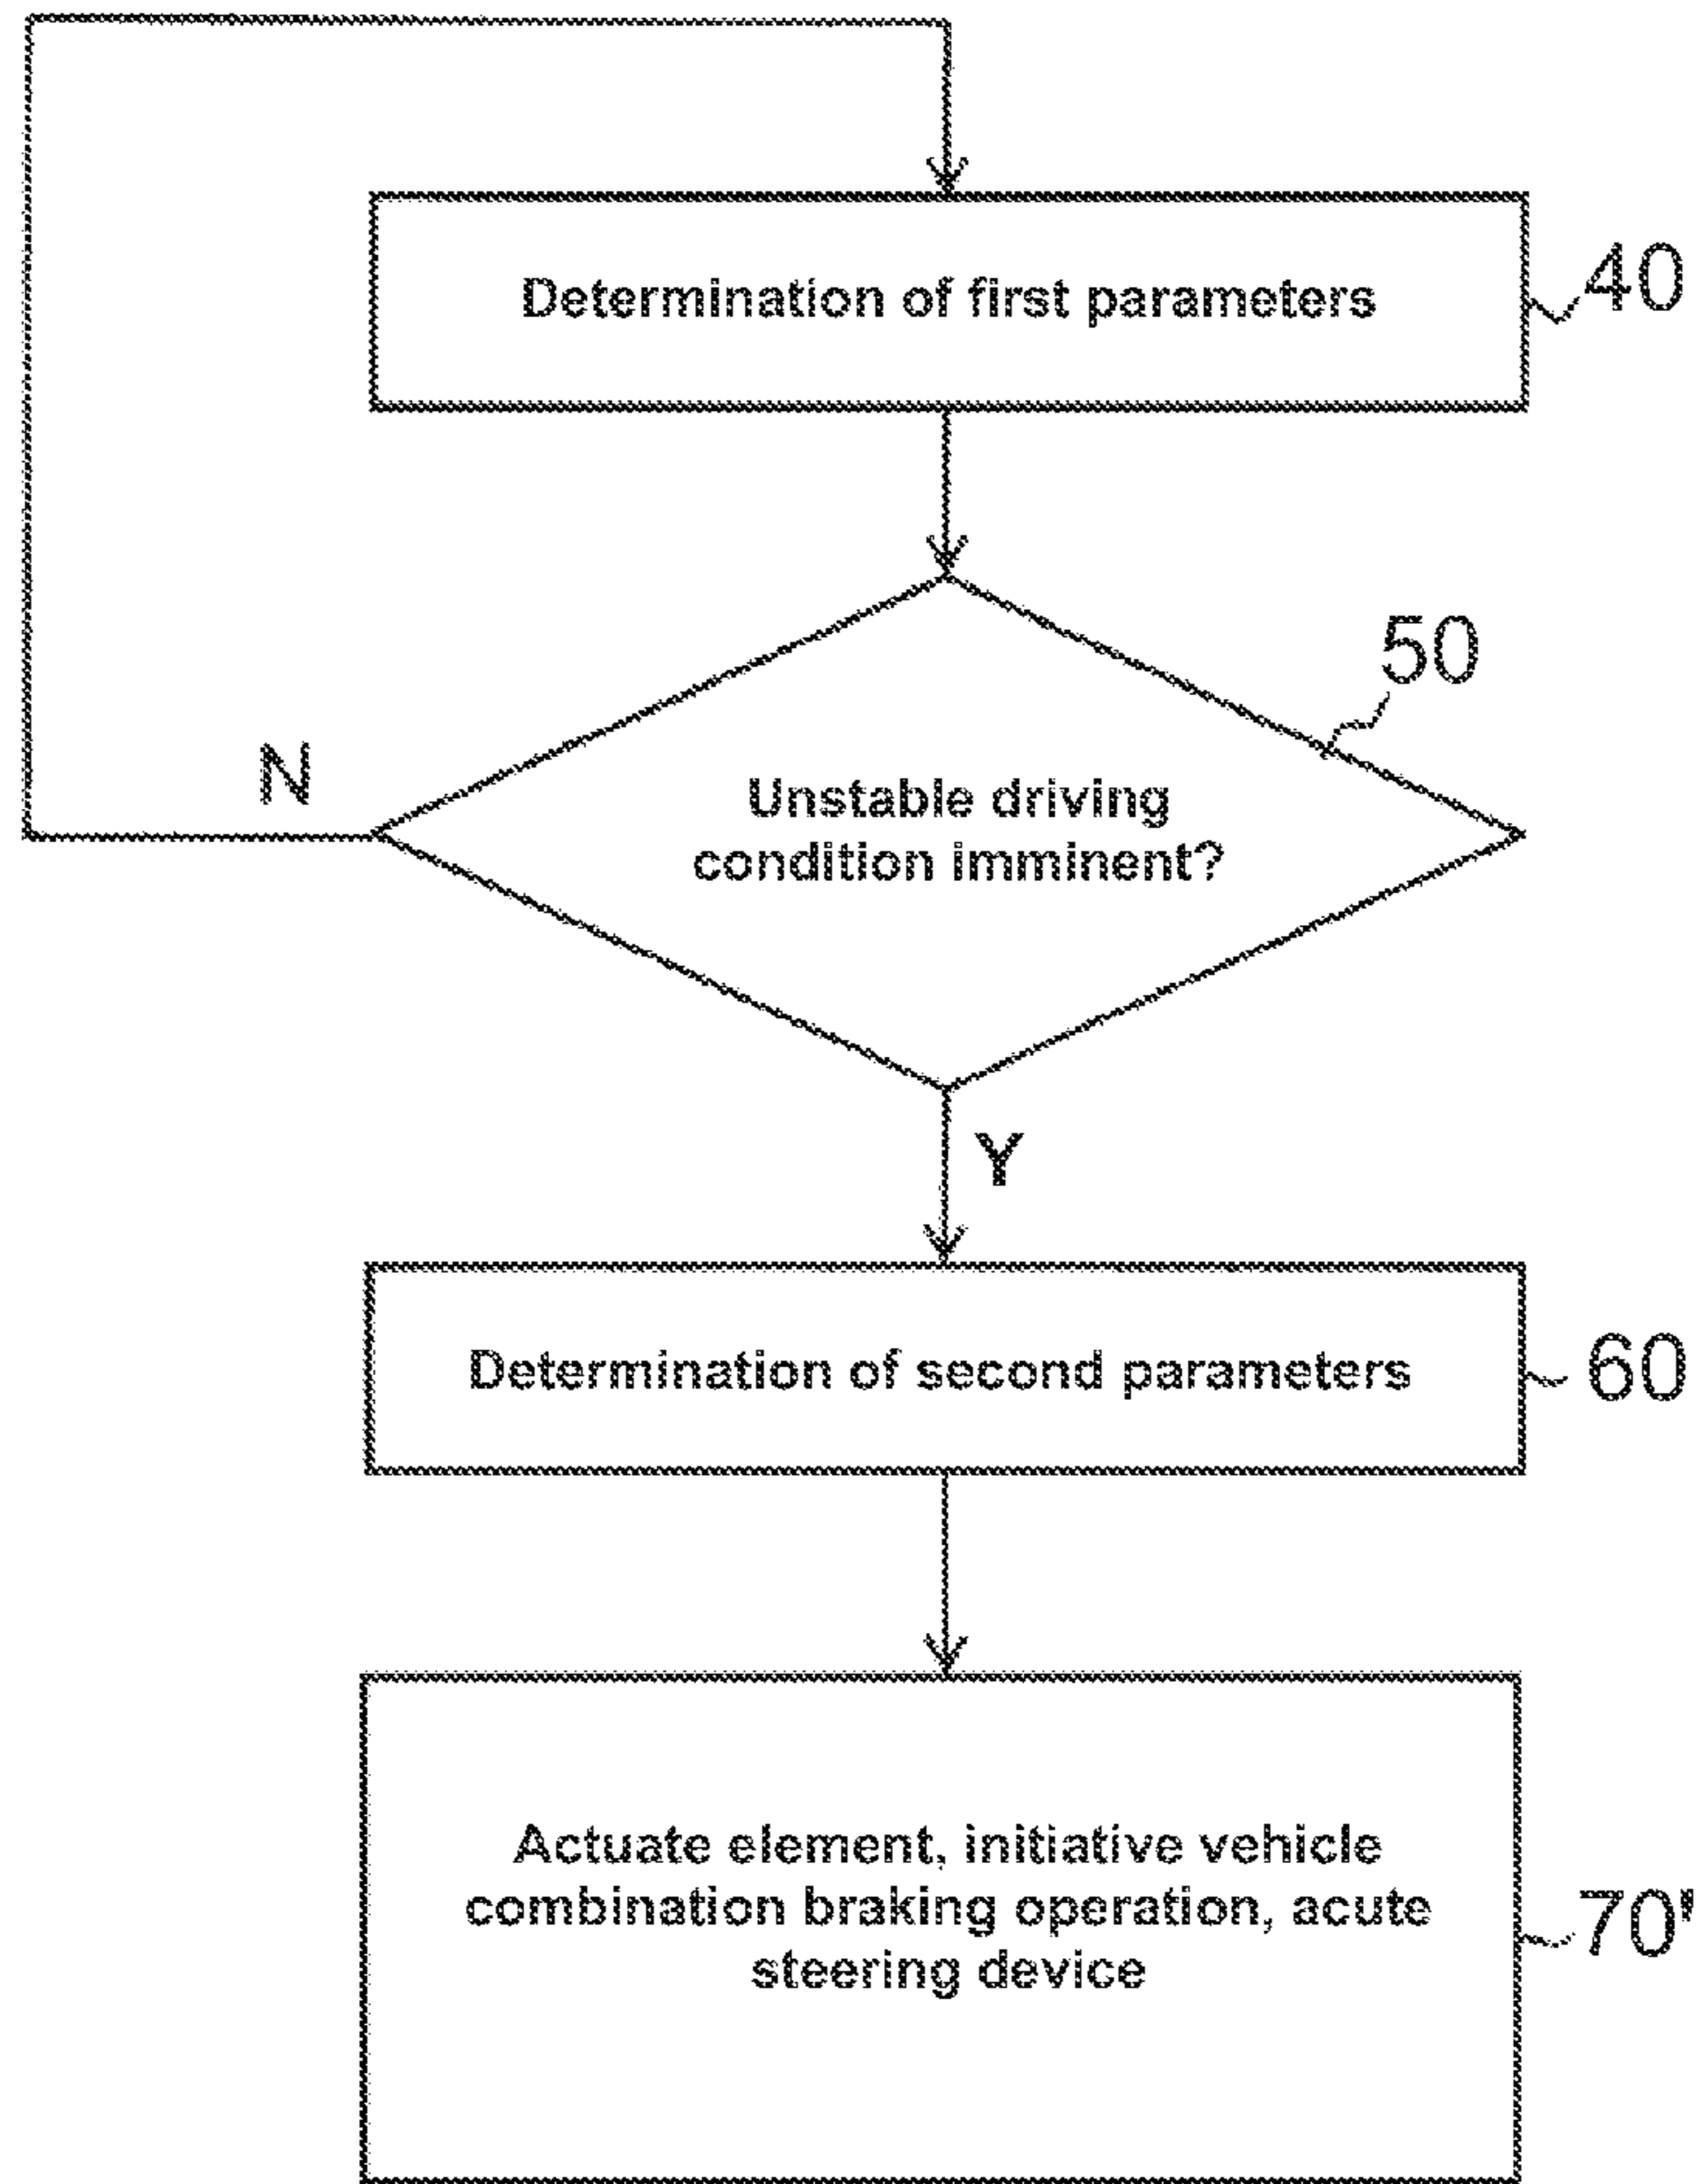 Determination of first parameters
40
50
N
Unstable driving
condition imminent?
Y
Determination of second parameters
60
Actuate element, initiative vehicle
combination braking operation, acute
steering device
70'